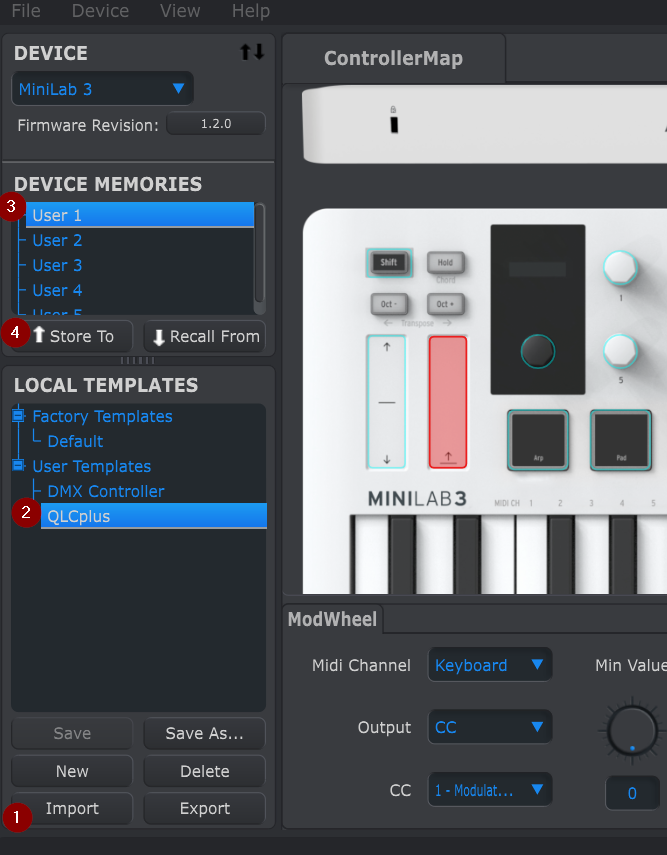 File Device View Help
DEVICE
MiniLab 3
Firmware Revision: 1.2.0
DEVICE MEMORIES
3
User 1
User 2
User 3
User 4
User 5
4
Store To Recall From
LOCAL TEMPLATES
Factory Templates
Default
User Templates
DMX Controller
2
QLCplus
Save Save As...
New Delete
Import Export
1
ControllerMap
Shift Hold
Chord
Oct - Oct +
Transpose
1
5
Arp Pad
MINILAB3
MIDI CH 1 2 3 4 5
ModWheel
Midi Channel Keyboard Min Value
Output CC
CC 1 - Modulat... 0